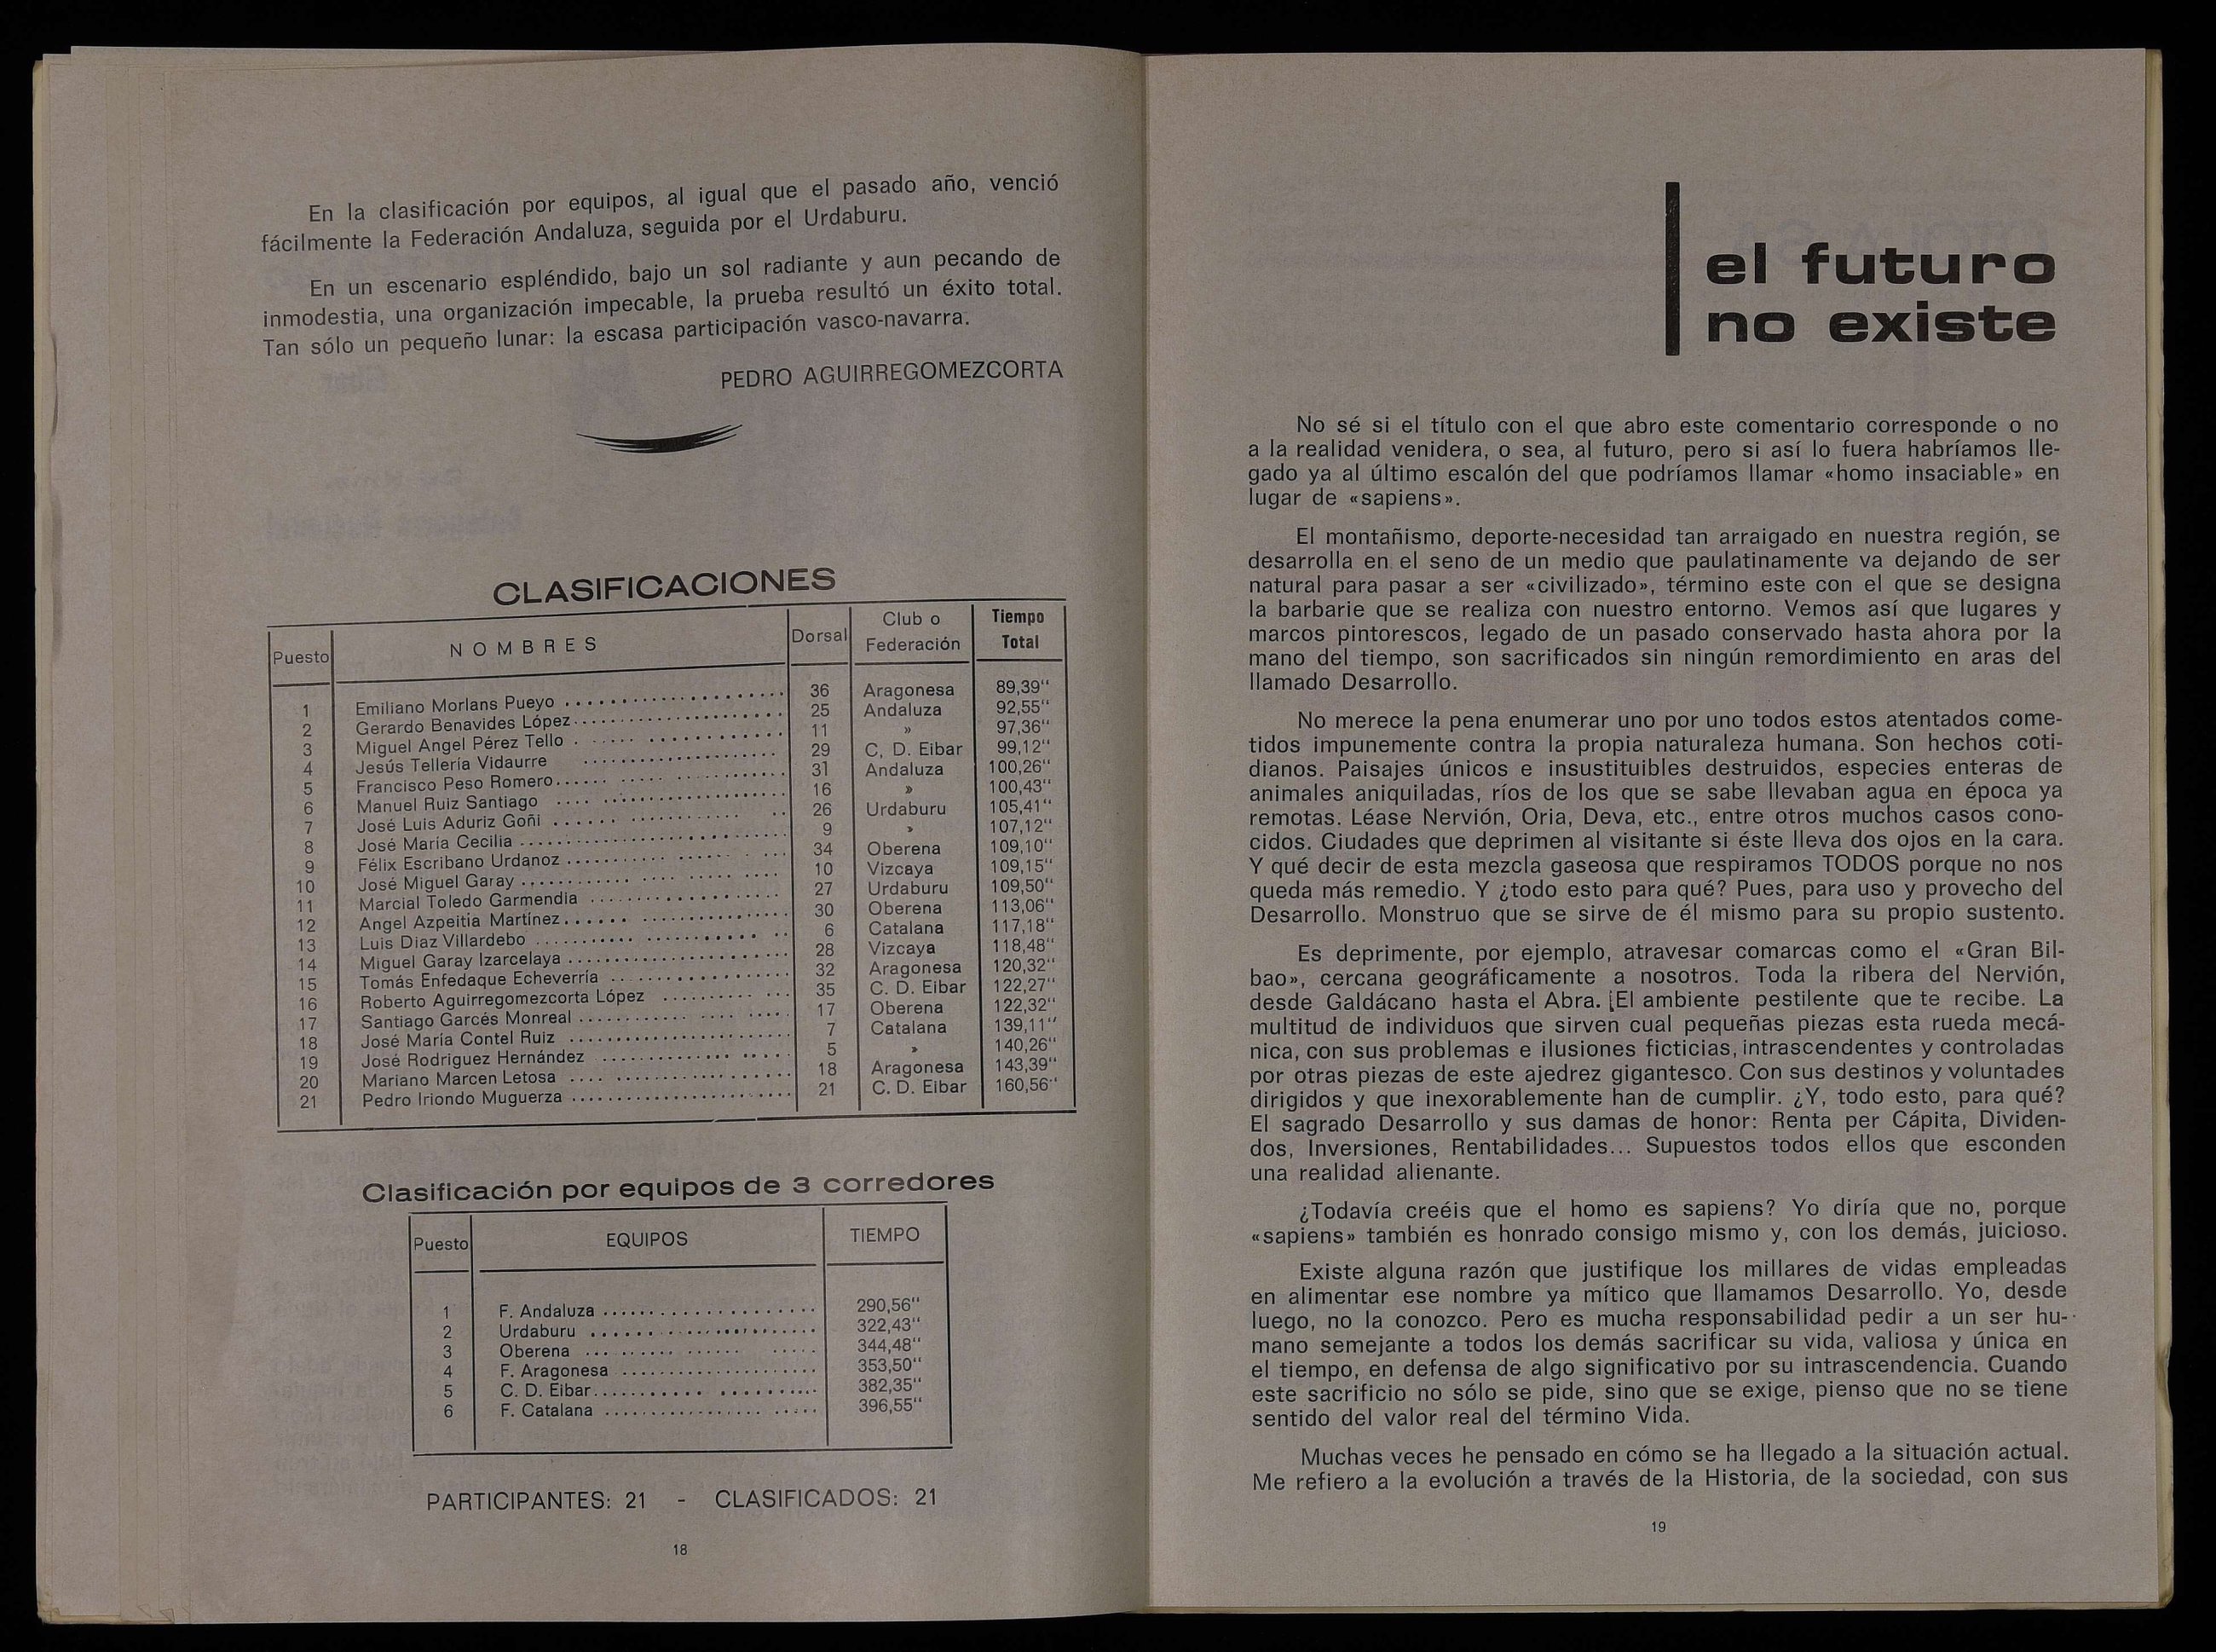 En la clasificación por equipos, al igual que el pasado año, venció
fácilmente la Federación Andaluza, seguida por el Urdaburu.
En un escenario espléndido, bajo un sol radiante y aun pecando de
inmodestia, una organización impecable, la prueba resultó un éxito total.
Tan sólo un pequeño lunar: la escasa participación vasco-navarra.
PEDRO AGUIRREGOMEZCORTA
CLASIFICACIONES
Puesto NOMBRES Dorsal Club o Federación Tiempo Total
1 Emiliano Morlans Pueyo 36 Aragonesa 89,39"
2 Gerardo Benavides López 25 Andaluza 92,55"
3 Miguel Angel Pérez Tello 11 » 97,36"
4 Jesús Tellería Vidaurre 29 C, D. Eibar 99,12"
5 Francisco Peso Romero 31 Andaluza 100,26"
6 Manuel Ruiz Santiago 16 » 100,43"
7 José Luis Aduriz Goñi 26 Urdaburu 105,41"
8 José María Cecilia 9 » 107,12"
9 Félix Escribano Urdanoz 34 Oberena 109,10"
10 José Miguel Garay 10 Vizcaya 109,15"
11 Marcial Toledo Garmendia 27 Urdaburu 109,50"
12 Angel Azpeitia Martínez 30 Oberena 113,06"
13 Luis Diaz Villardebo 6 Catalana 117,18"
14 Miguel Garay Izarcelaya 28 Vizcaya 118,48"
15 Tomás Enfedaque Echeverría 32 Aragonesa 120,32"
16 Roberto Aguirregomezcorta López 35 C. D. Eibar 122,27"
17 Santiago Garcés Monreal 17 Oberena 122,32"
18 José María Contel Ruiz 7 Catalana 139,11"
19 José Rodríguez Hernández 5 » 140,26"
20 Mariano Marcen Letosa 18 Aragonesa 143,39"
21 Pedro Iriondo Muguerza 21 C. D. Eibar 160,56"
Clasificación por equipos de 3 corredores
Puesto EQUIPOS TIEMPO
1 F. Andaluza 290,56"
2 Urdaburu 322,43"
3 Oberena 344,48"
4 F. Aragonesa 353,50"
5 C. D. Eibar 382,35"
6 F. Catalana 396,55"
PARTICIPANTES: 21 - CLASIFICADOS: 21
18
el futuro
no existe
No sé si el título con el que abro este comentario corresponde o no
a la realidad venidera, o sea, al futuro, pero si así lo fuera habríamos lle-
gado ya al último escalón del que podríamos llamar «homo insaciable» en
lugar de «sapiens».
El montañismo, deporte-necesidad tan arraigado en nuestra región, se
desarrolla en el seno de un medio que paulatinamente va dejando de ser
natural para pasar a ser «civilizado», término este con el que se designa
la barbarie que se realiza con nuestro entorno. Vemos así que lugares y
marcos pintorescos, legado de un pasado conservado hasta ahora por la
mano del tiempo, son sacrificados sin ningún remordimiento en aras del
llamado Desarrollo.
No merece la pena enumerar uno por uno todos estos atentados come-
tidos impunemente contra la propia naturaleza humana. Son hechos coti-
dianos. Paisajes únicos e insustituibles destruidos, especies enteras de
animales aniquiladas, ríos de los que se sabe llevaban agua en época ya
remotas. Léase Nervión, Oria, Deva, etc., entre otros muchos casos cono-
cidos. Ciudades que deprimen al visitante si éste lleva dos ojos en la cara.
Y qué decir de esta mezcla gaseosa que respiramos TODOS porque no nos
queda más remedio. Y ¿todo esto para qué? Pues, para uso y provecho del
Desarrollo. Monstruo que se sirve de él mismo para su propio sustento.
Es deprimente, por ejemplo, atravesar comarcas como el «Gran Bil-
bao», cercana geográficamente a nosotros. Toda la ribera del Nervión,
desde Galdácano hasta el Abra. ¡El ambiente pestilente que te recibe. La
multitud de individuos que sirven cual pequeñas piezas esta rueda mecá-
nica, con sus problemas e ilusiones ficticias, intrascendentes y controladas
por otras piezas de este ajedrez gigantesco. Con sus destinos y voluntades
dirigidos y que inexorablemente han de cumplir. ¿Y, todo esto, para qué?
El sagrado Desarrollo y sus damas de honor: Renta per Cápita, Dividen-
dos, Inversiones, Rentabilidades... Supuestos todos ellos que esconden
una realidad alienante.
¿Todavía creéis que el homo es sapiens? Yo diría que no, porque
«sapiens» también es honrado consigo mismo y, con los demás, juicioso.
Existe alguna razón que justifique los millares de vidas empleadas
en alimentar ese nombre ya mítico que llamamos Desarrollo. Yo, desde
luego, no la conozco. Pero es mucha responsabilidad pedir a un ser hu-
mano semejante a todos los demás sacrificar su vida, valiosa y única en
el tiempo, en defensa de algo significativo por su intrascendencia. Cuando
este sacrificio no sólo se pide, sino que se exige, pienso que no se tiene
sentido del valor real del término Vida.
Muchas veces he pensado en cómo se ha llegado a la situación actual.
Me refiero a la evolución a través de la Historia, de la sociedad, con sus
19